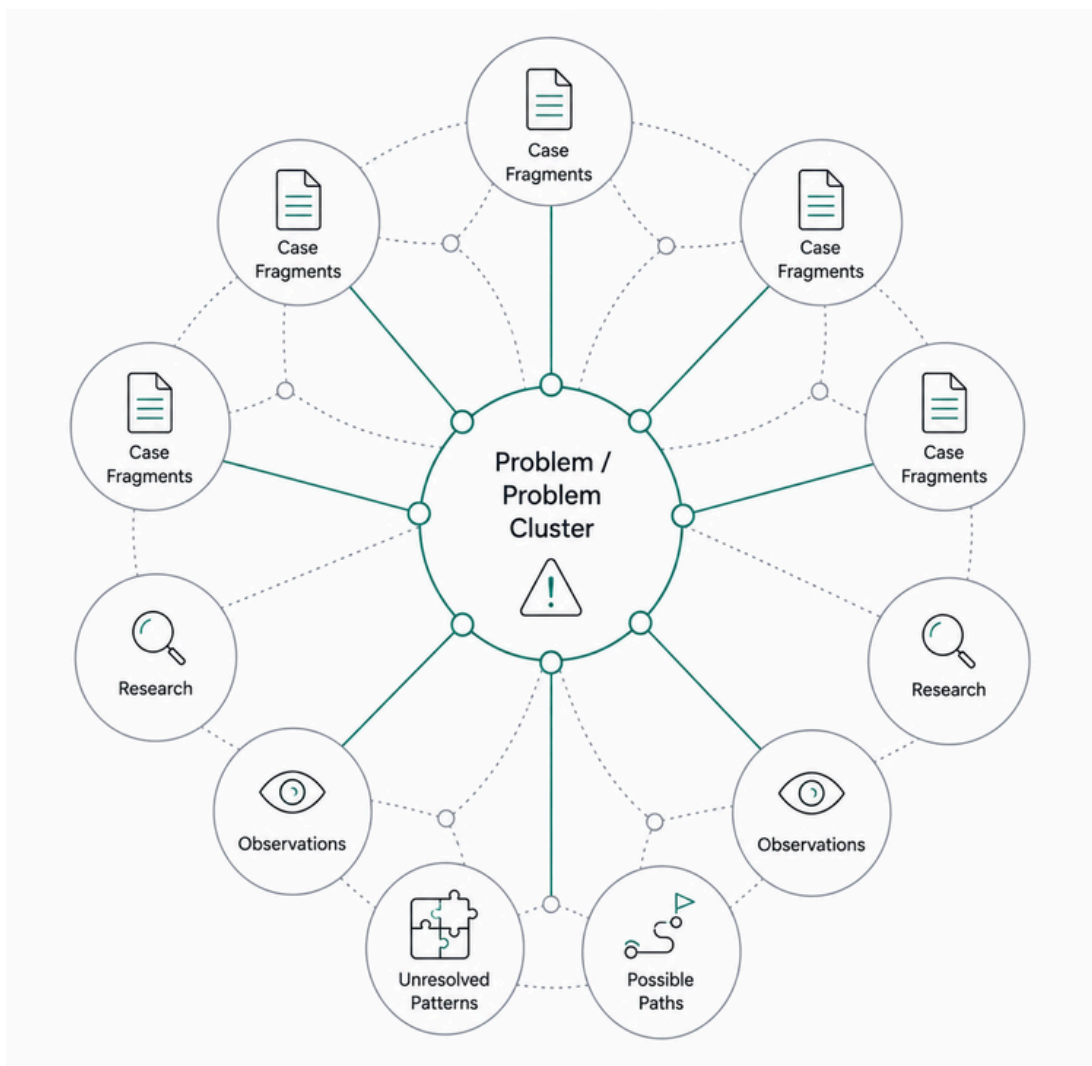 Case
Fragments
Case
Fragments
Case
Fragments
Case
Fragments
Case
Fragments
Problem /
Problem
Cluster
Research
Research
Observations
Observations
Unresolved
Patterns
Possible
Paths